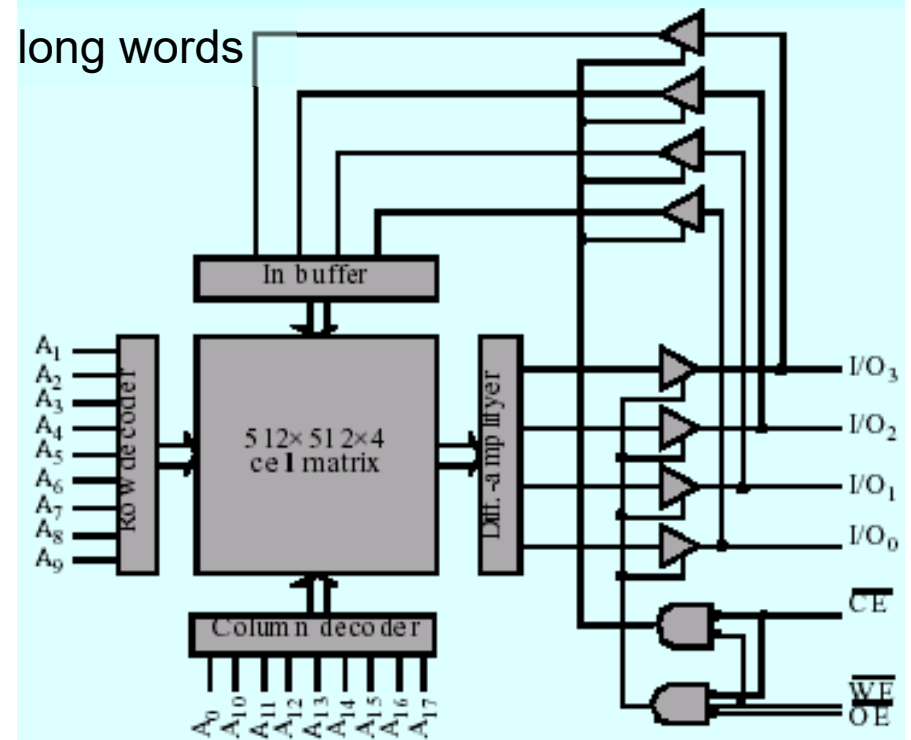 long words
In buffer
A1
A2
A3
A4
A5
A6
A7
A8
A9
Row decoder
512×512×4
cell matrix
Diff.-amplityer
I/O3
I/O2
I/O1
I/O0
Column decoder
A0 A10 A11 A12 A13 A14 A15 A16 A17
CE
WE
OE